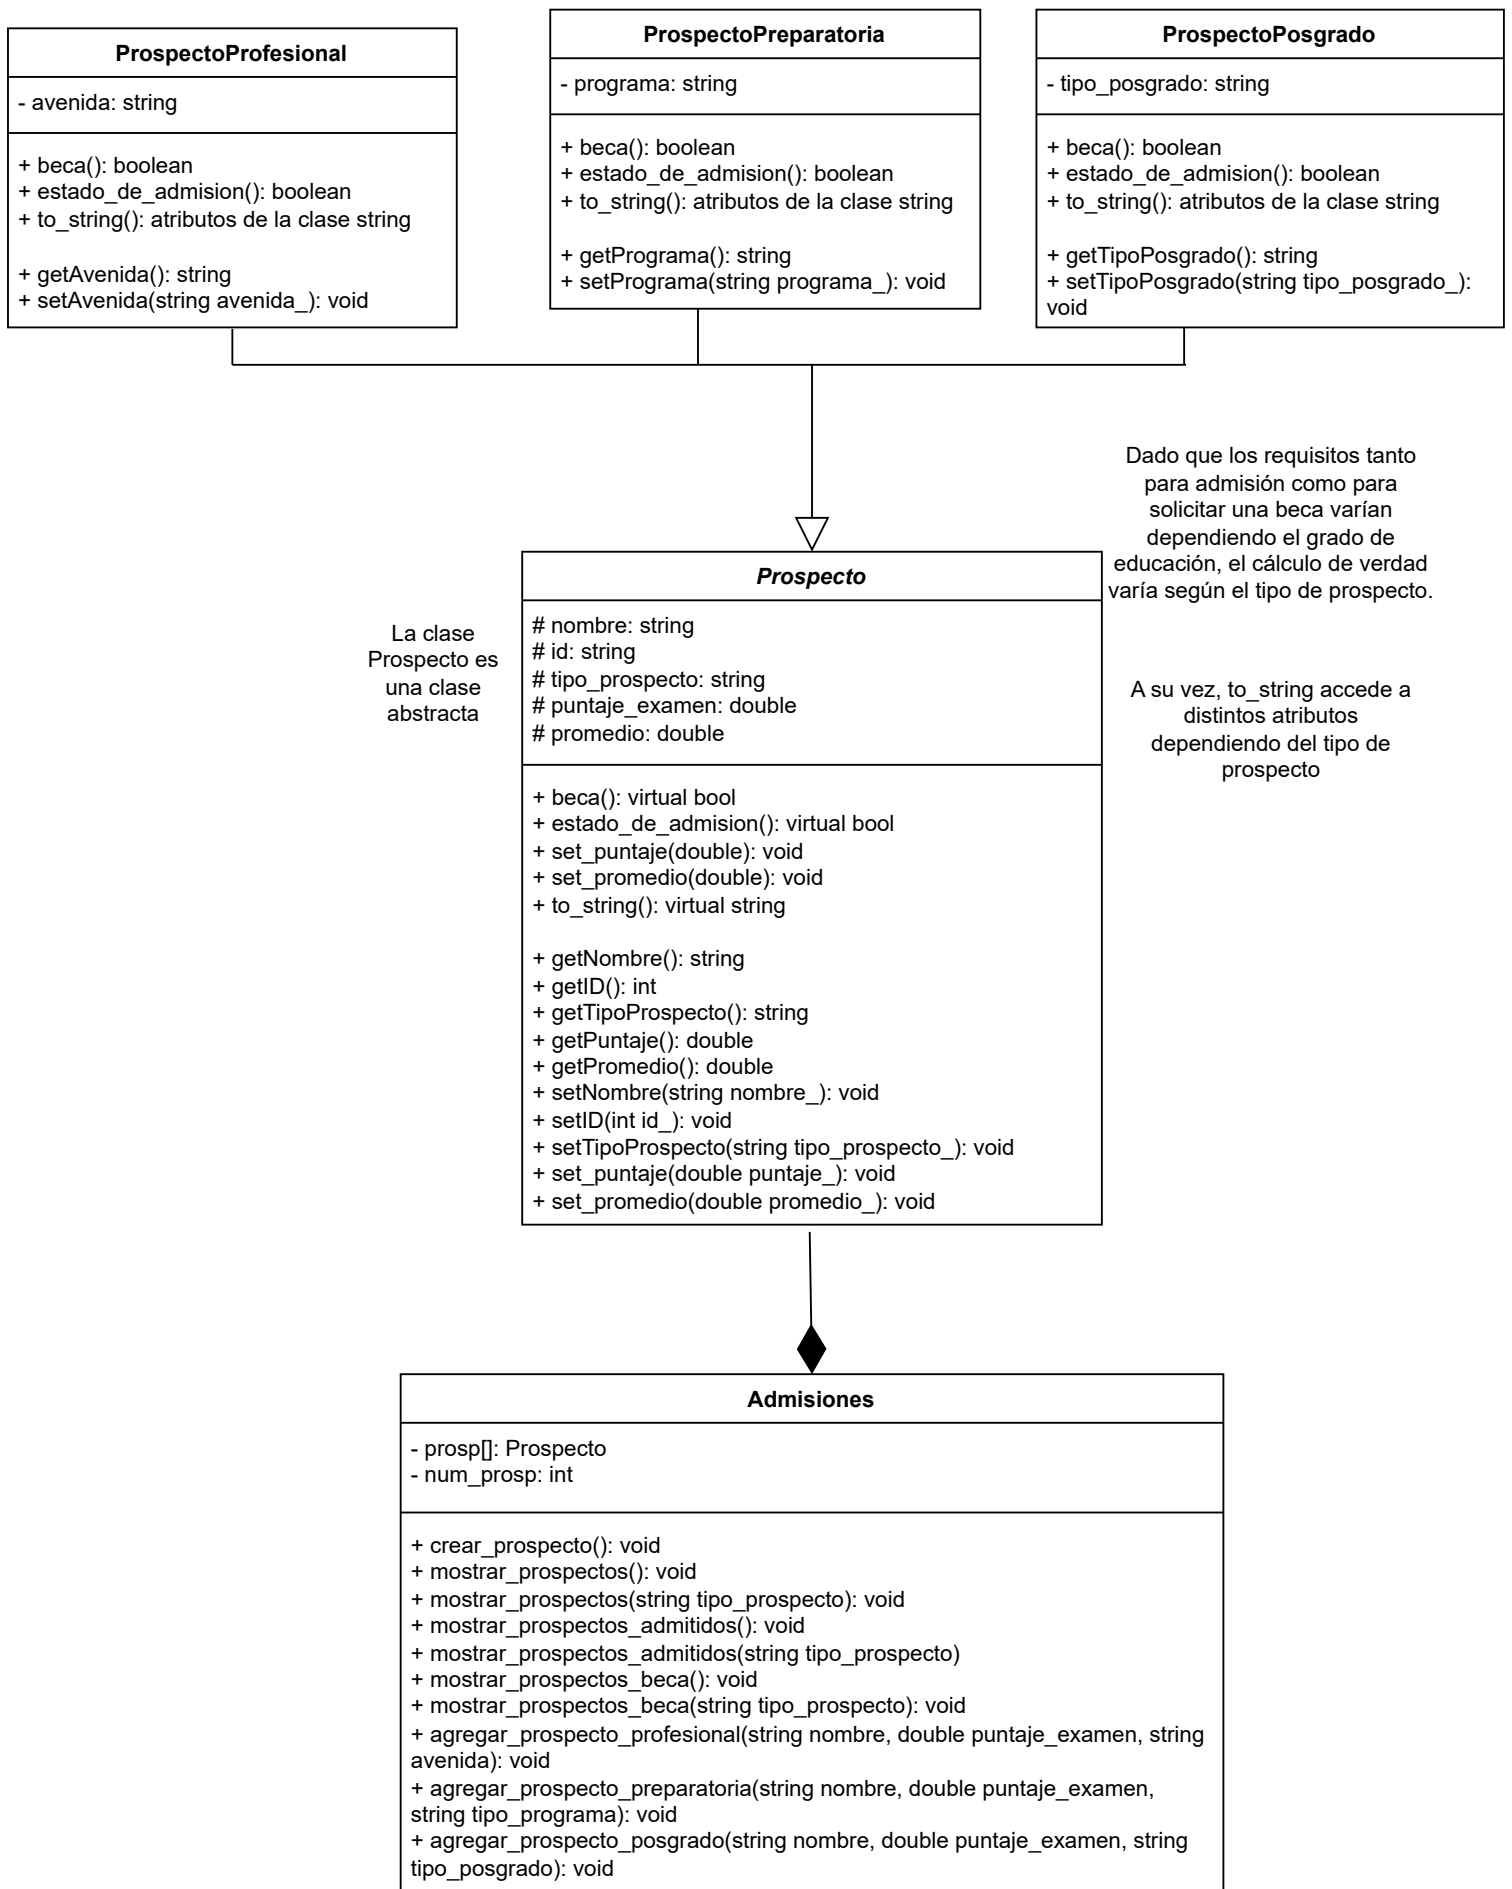 ProspectoProfesional
- avenida: string
+ beca(): boolean
+ estado_de_admision(): boolean
+ to_string(): atributos de la clase string
+ getAvenida(): string
+ setAvenida(string avenida_): void
ProspectoPreparatoria
- programa: string
+ beca(): boolean
+ estado_de_admision(): boolean
+ to_string(): atributos de la clase string
+ getPrograma(): string
+ setPrograma(string programa_): void
ProspectoPosgrado
- tipo_posgrado: string
+ beca(): boolean
+ estado_de_admision(): boolean
+ to_string(): atributos de la clase string
+ getTipoPosgrado(): string
+ setTipoPosgrado(string tipo_posgrado_):
void
Dado que los requisitos tanto
para admisión como para
solicitar una beca varían
dependiendo el grado de
educación, el cálculo de verdad
varía según el tipo de prospecto.
La clase
Prospecto es
una clase
abstracta
Prospecto
# nombre: string
# id: string
# tipo_prospecto: string
# puntaje_examen: double
# promedio: double
+ beca(): virtual bool
+ estado_de_admision(): virtual bool
+ set_puntaje(double): void
+ set_promedio(double): void
+ to_string(): virtual string
+ getNombre(): string
+ getID(): int
+ getTipoProspecto(): string
+ getPuntaje(): double
+ getPromedio(): double
+ setNombre(string nombre_): void
+ setID(int id_): void
+ setTipoProspecto(string tipo_prospecto_): void
+ set_puntaje(double puntaje_): void
+ set_promedio(double promedio_): void
A su vez, to_string accede a
distintos atributos
dependiendo del tipo de
prospecto
Admisiones
- prosp[]: Prospecto
- num_prosp: int
+ crear_prospecto(): void
+ mostrar_prospectos(): void
+ mostrar_prospectos(string tipo_prospecto): void
+ mostrar_prospectos_admitidos(): void
+ mostrar_prospectos_admitidos(string tipo_prospecto)
+ mostrar_prospectos_beca(): void
+ mostrar_prospectos_beca(string tipo_prospecto): void
+ agregar_prospecto_profesional(string nombre, double puntaje_examen, string
avenida): void
+ agregar_prospecto_preparatoria(string nombre, double puntaje_examen,
string tipo_programa): void
+ agregar_prospecto_posgrado(string nombre, double puntaje_examen, string
tipo_posgrado): void